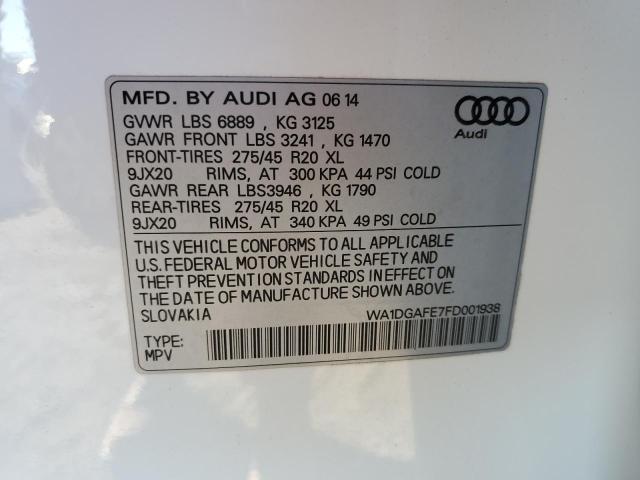 MFD. BY AUDI AG 06 14
GVWR LBS 6889 , KG 3125
GAWR FRONT LBS 3241 , KG 1470
FRONT-TIRES 275/45 R20 XL
9JX20 RIMS, AT 300 KPA 44 PSI COLD
GAWR REAR LBS3946 , KG 1790
REAR-TIRES 275/45 R20 XL
9JX20 RIMS, AT 340 KPA 49 PSI COLD
Audi
THIS VEHICLE CONFORMS TO ALL APPLICABLE
U.S. FEDERAL MOTOR VEHICLE SAFETY AND
THEFT PREVENTION STANDARDS IN EFFECT ON
THE DATE OF MANUFACTURE SHOWN ABOVE.
SLOVAKIA WA1DGAFE7FD001938
TYPE:
MPV